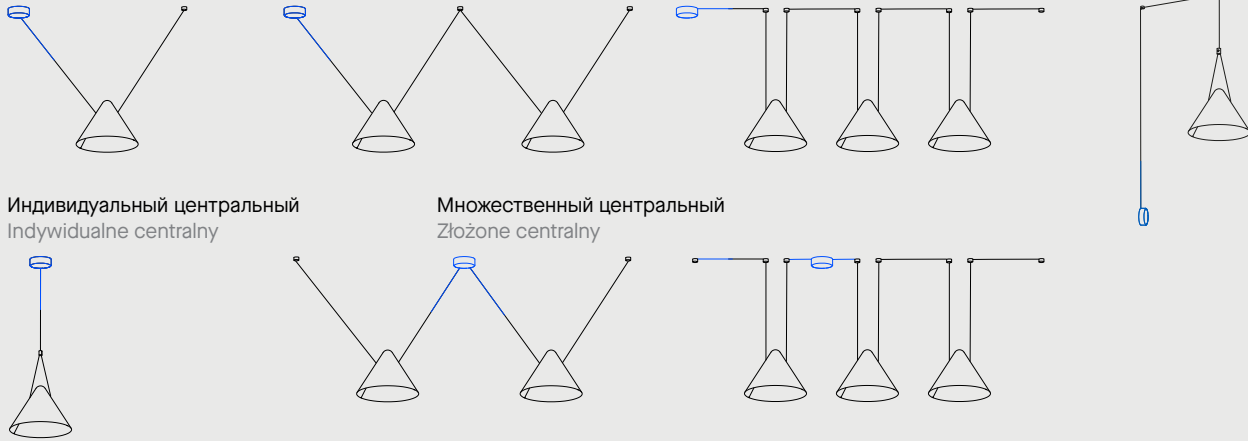 Индивидуальный центральный
Indywidualne centralny
Множественный центральный
Złożone centralny